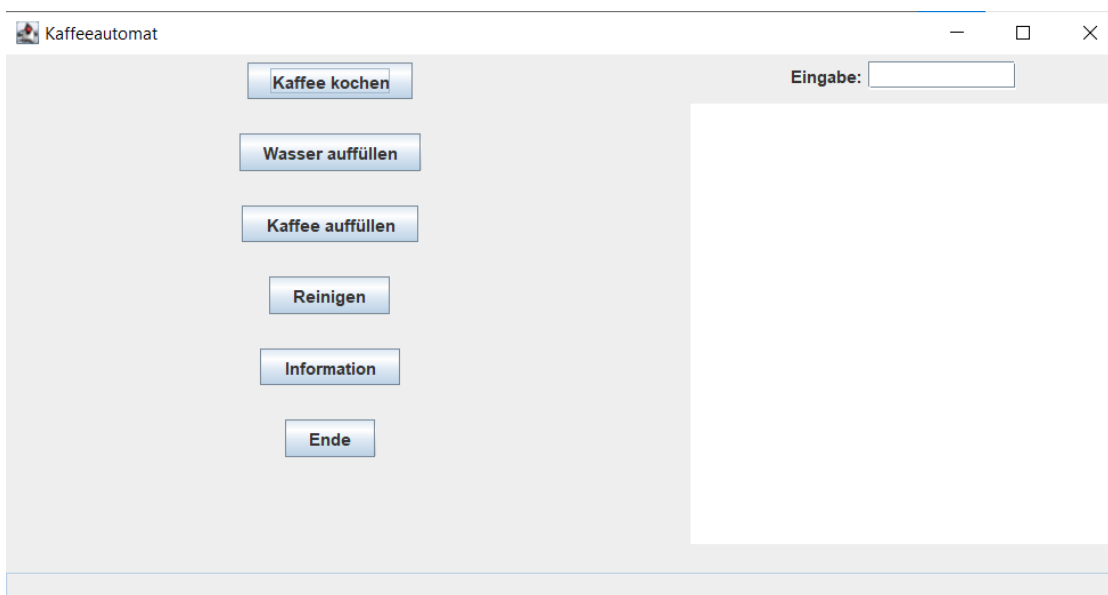 Kaffeeautomat
Kaffee kochen
Eingabe:
Wasser auffüllen
Kaffee auffüllen
Reinigen
Information
Ende